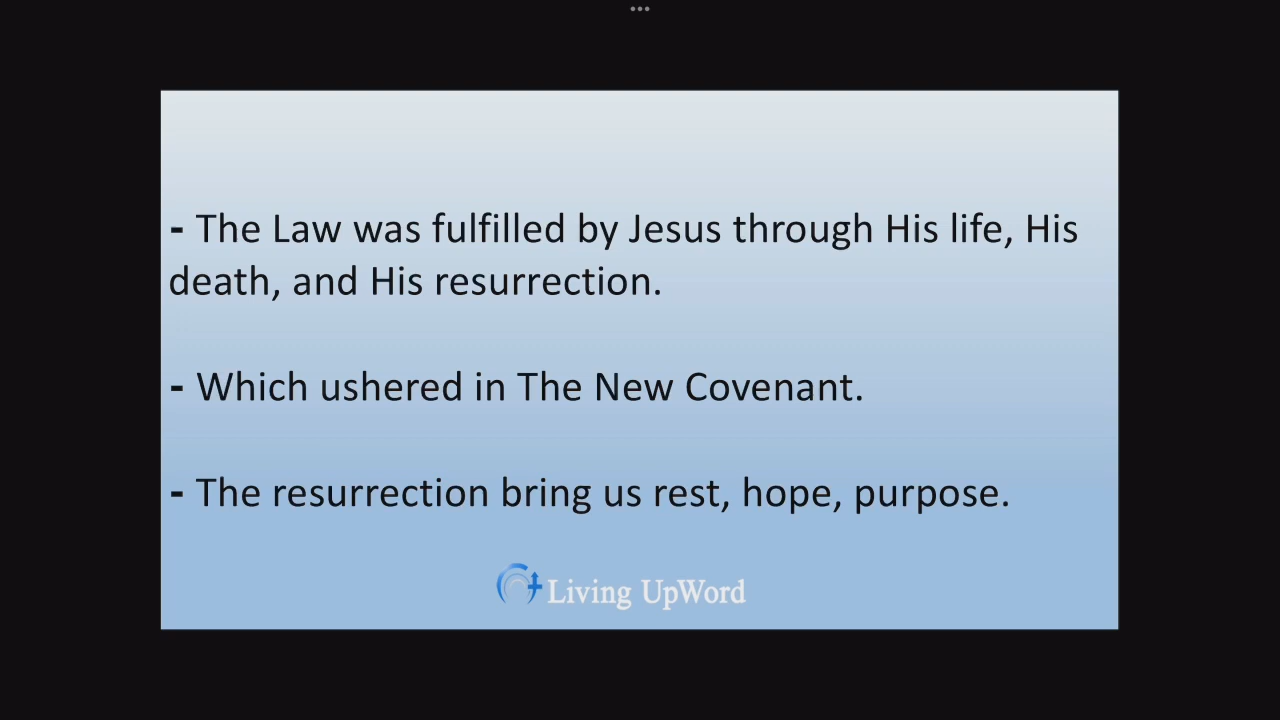 - The Law was fulfilled by Jesus through His life, His
death, and His resurrection.
- Which ushered in The New Covenant.
- The resurrection bring us rest, hope, purpose.
Living UpWord